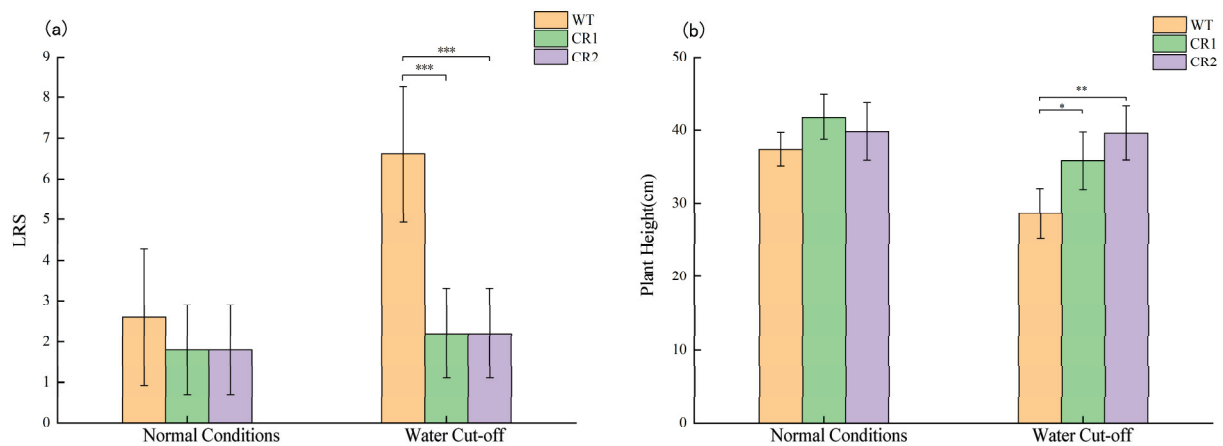 (a)
WT
CR1
CR2
LRS
9
8
7
6
5
4
3
2
1
0
***
***
Normal Conditions
Water Cut-off
(b)
WT
CR1
CR2
Plant Height(cm)
50
40
30
20
10
0
**
*
Normal Conditions
Water Cut-off